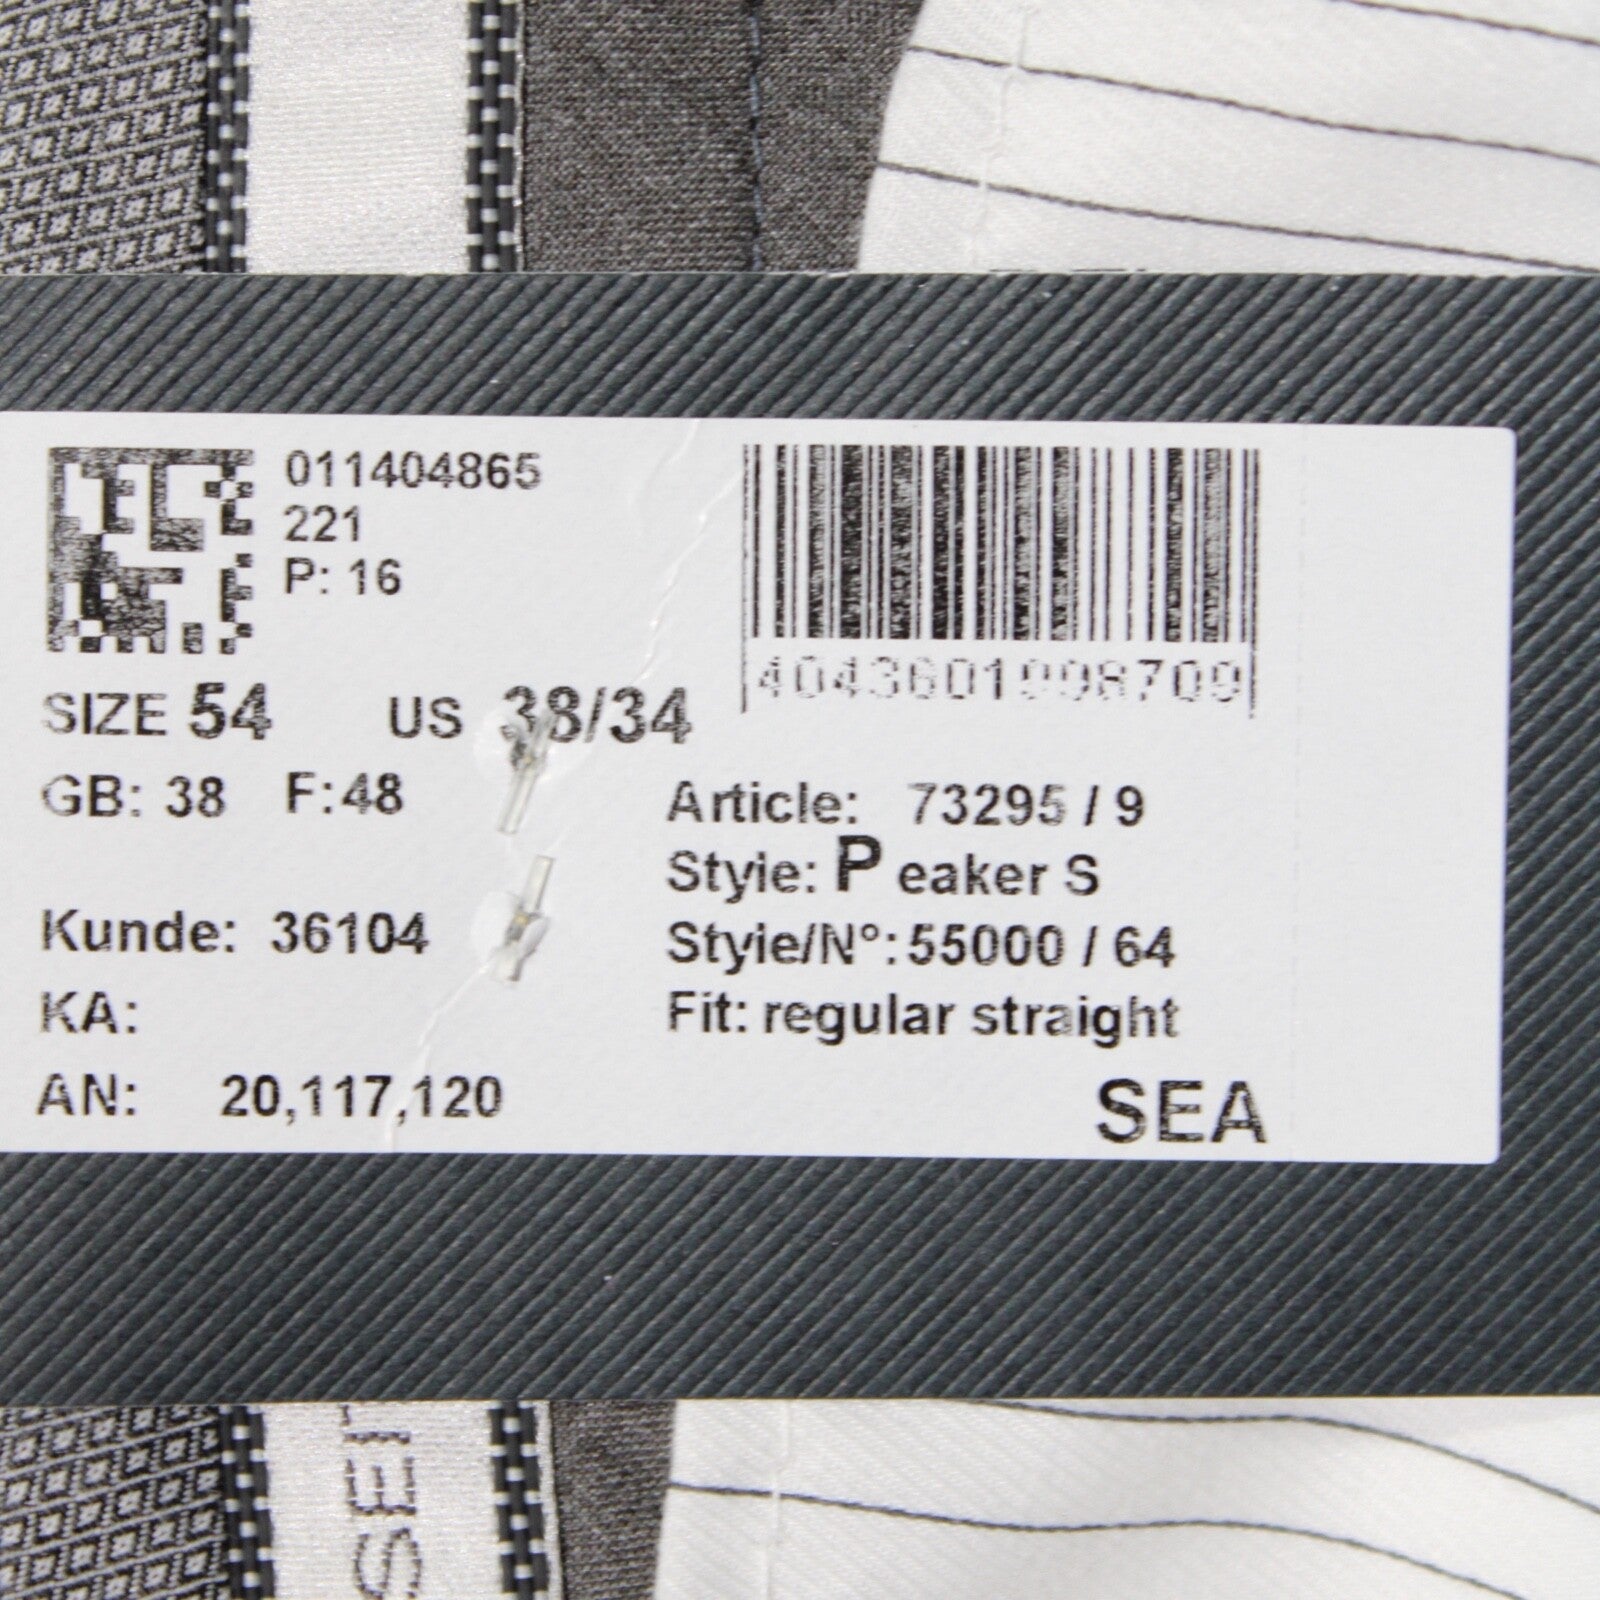 011404865
221
P: 16
4043601998709
SIZE 54 US 38/34
GB: 38 F:48
Article: 73295 / 9
Style: P eaker S
Kunde: 36104
Style/N°:55000 / 64
KA:
Fit: regular straight
AN: 20,117,120
SEA